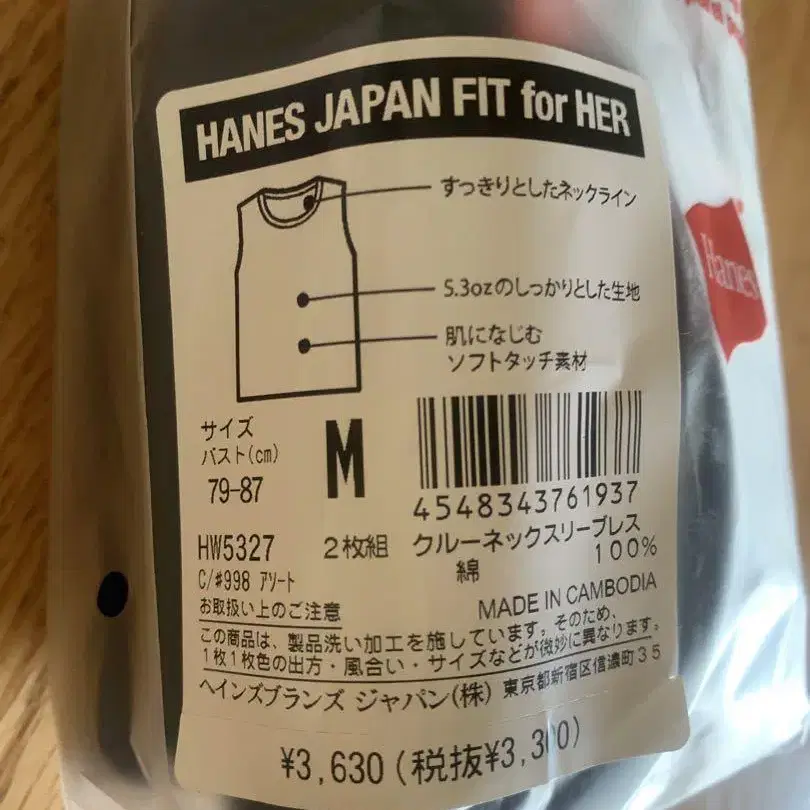 HANES JAPAN FIT for HER
すっきりとしたネックライン
5.3ozのしっかりとした生地
肌になじむ
ソフトタッチ素材
Hanes
サイズ
バスト(cm)
79-87
M
4548343761937
HW5327
2枚組
クルーネックスリーブレス
C/#998 アソート
綿
100%
お取扱い上のご注意
MADE IN CAMBODIA
この商品は、製品洗い加工を施しています。そのため、
1枚1枚色の出方・風合い・サイズなどが微妙に異なります。
ヘインズブランズ ジャパン(株) 東京都新宿区信濃町35
¥3,630(税抜¥3,300)